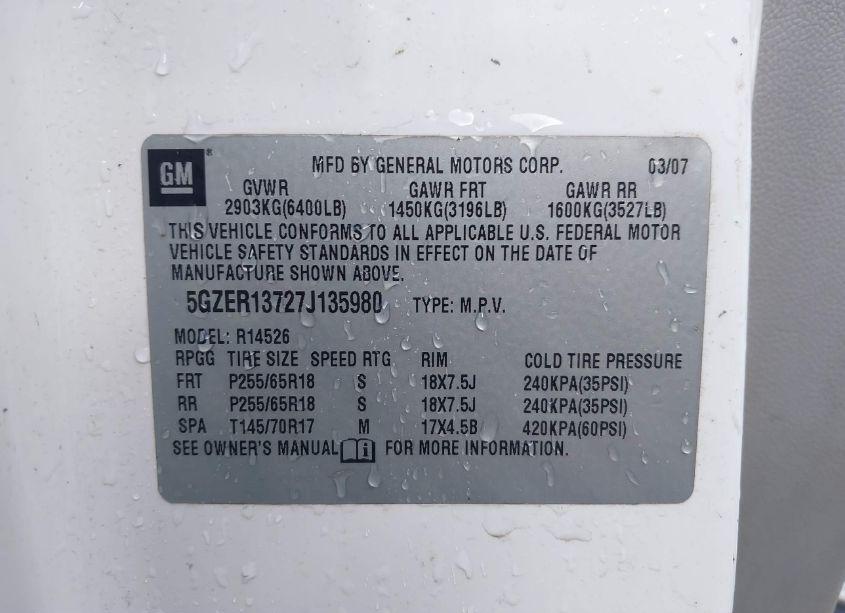 GM ® MFD BY GENERAL MOTORS CORP. 03/07
GVWR GAWR FRT GAWR RR
2903KG(6400LB) 1450KG(3196LB) 1600KG(3527LB)
THIS VEHICLE CONFORMS TO ALL APPLICABLE U.S. FEDERAL MOTOR
VEHICLE SAFETY STANDARDS IN EFFECT ON THE DATE OF
MANUFACTURE SHOWN ABOVE.
5GZER13727J135980 TYPE: M.P.V.
MODEL: R14526
RPGG TIRE SIZE SPEED RTG RIM COLD TIRE PRESSURE
FRT P255/65R18 S 18X7.5J 240KPA(35PSI)
RR P255/65R18 S 18X7.5J 240KPA(35PSI)
SPA T145/70R17 M 17X4.5B 420KPA(60PSI)
SEE OWNER'S MANUAL i FOR MORE INFORMATION.